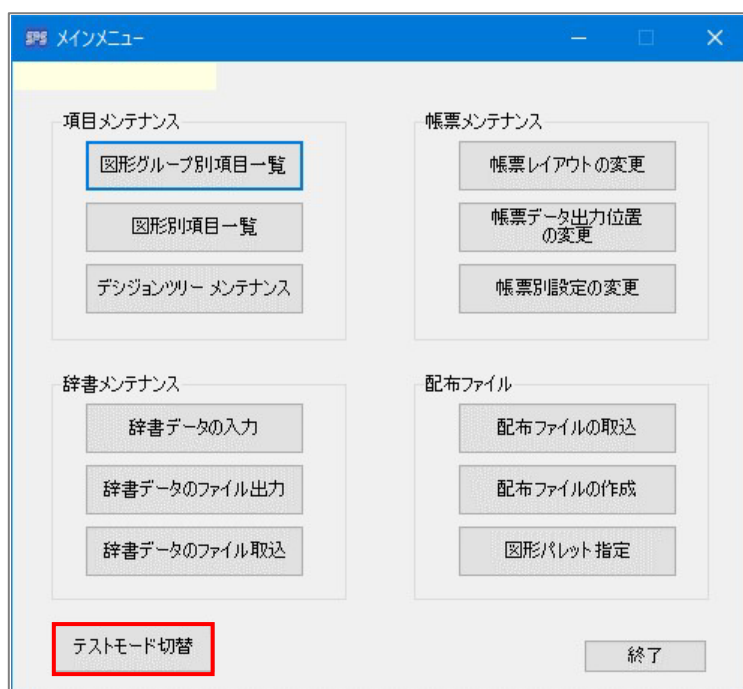 SPS メインメニュー
項目メンテナンス
図形グループ別項目一覧
図形別項目一覧
デシジョンツリー メンテナンス
帳票メンテナンス
帳票レイアウトの変更
帳票データ出力位置
の変更
帳票別設定の変更
辞書メンテナンス
辞書データの入力
辞書データのファイル出力
辞書データのファイル取込
配布ファイル
配布ファイルの取込
配布ファイルの作成
図形パレット指定
テストモード切替
終了